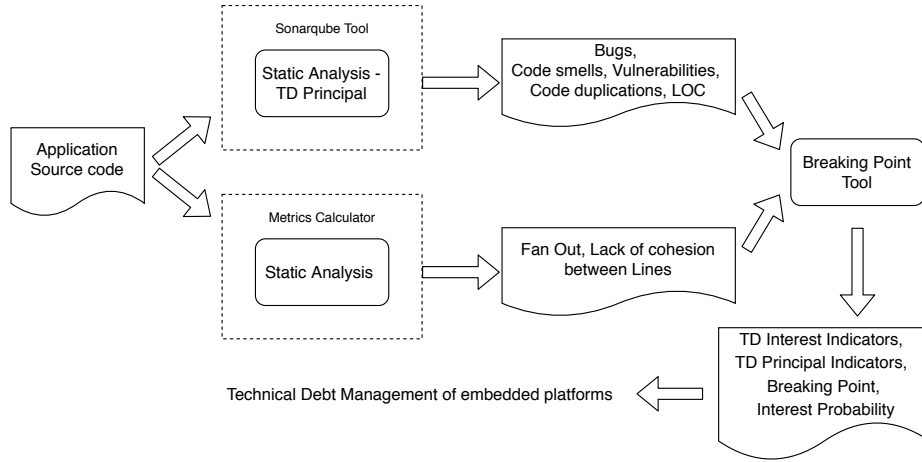 Application
Source code
Sonarqube Tool
Static Analysis -
TD Principal
Bugs,
Code smells, Vulnerabilities,
Code duplications, LOC
Metrics Calculator
Static Analysis
Fan Out, Lack of cohesion
between Lines
Breaking Point
Tool
TD Interest Indicators,
TD Principal Indicators,
Breaking Point,
Interest Probability
Technical Debt Management of embedded platforms